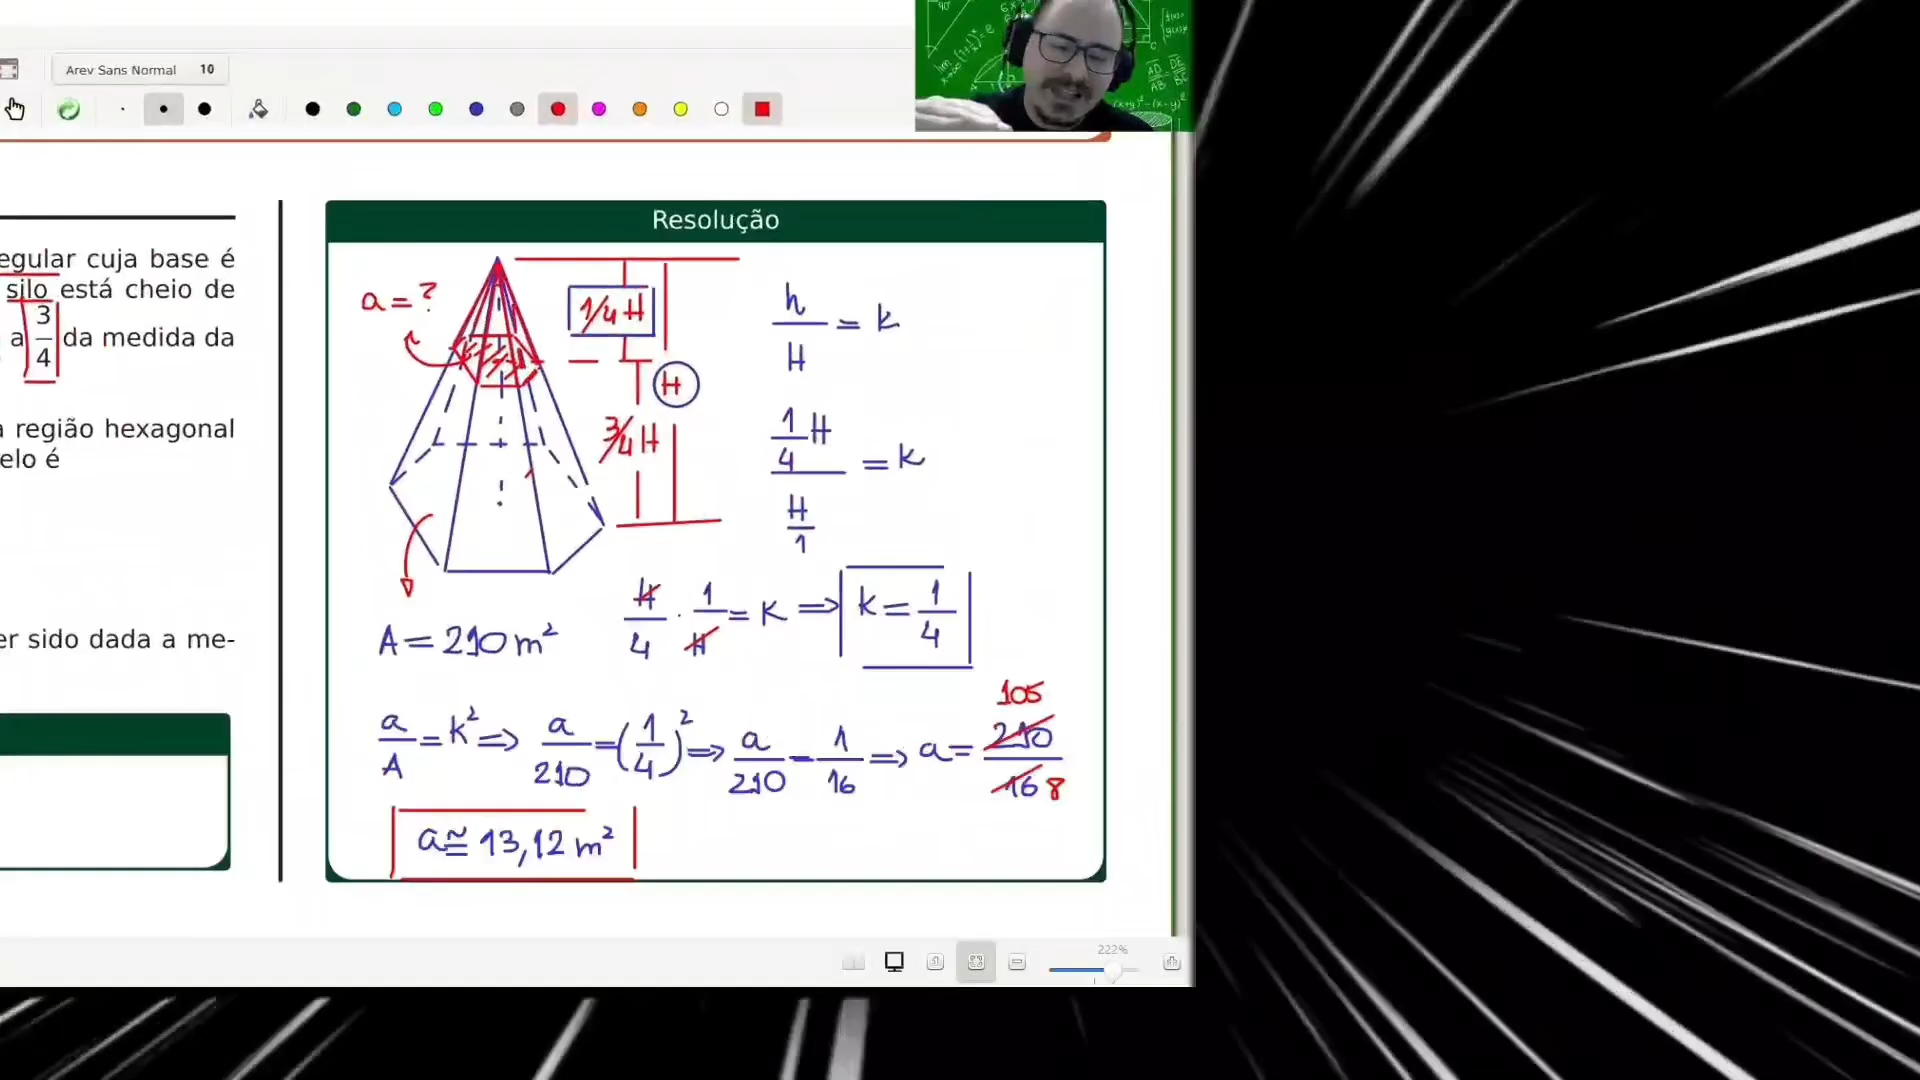 Arev Sans Normal 10
egular cuja base é
silo está cheio de
a 3/4 da medida da
a região hexagonal
elo é
er sido dada a me-
Resolução
a = ?
1/4 H
H
3/4 H
h/H = k
1/4 H / H/1 = k
H/4 · 1/H = k ⇒ k = 1/4
A = 210 m²
a/A = k² ⇒ a/210 = (1/4)² ⇒ a/210 = 1/16 ⇒ a = 210/16
105
8
a ≅ 13,12 m²
222%